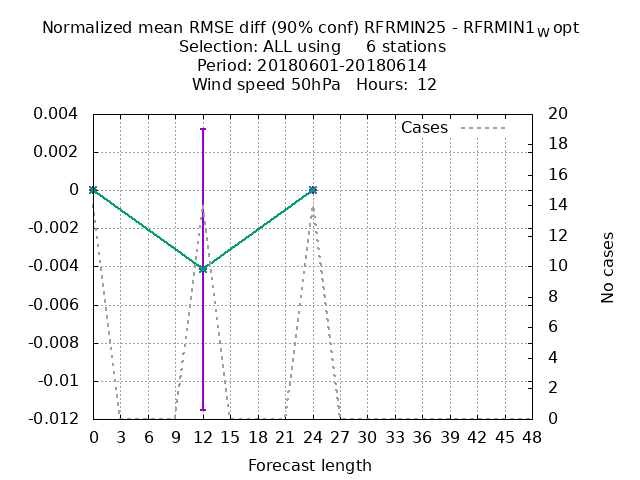 Normalized mean RMSE diff (90% conf) RFRMIN25 - RFRMIN1W opt
Selection: ALL using 6 stations
Period: 20180601-20180614
Wind speed 50hPa Hours: 12
Cases
0.004
0.002
0
-0.002
-0.004
-0.006
-0.008
-0.01
-0.012
20
18
16
14
12
10
8
6
4
2
0
No cases
0 3 6 9 12 15 18 21 24 27 30 33 36 39 42 45 48
Forecast length